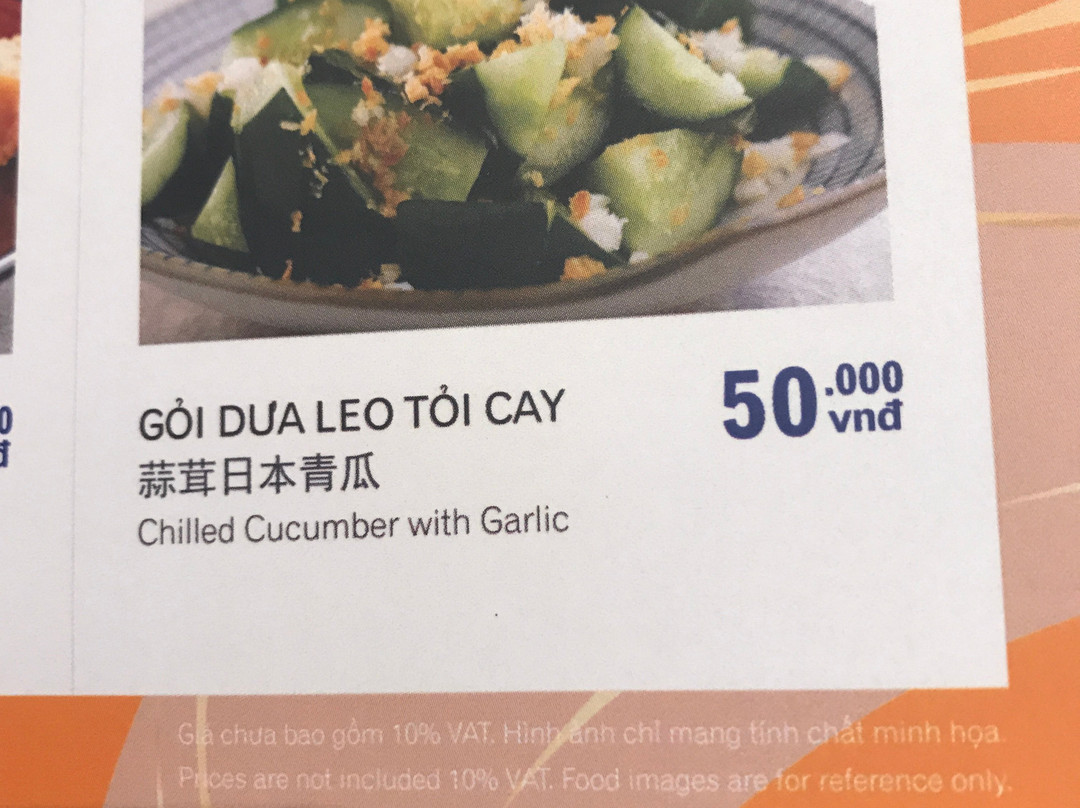 GỎI DƯA LEO TỎI CAY
蒜茸日本青瓜
Chilled Cucumber with Garlic
50.000
vnđ
0
đ
Giá chưa bao gồm 10% VAT. Hình ảnh chỉ mang tính chất minh họa.
Prices are not included 10% VAT. Food images are for reference only.